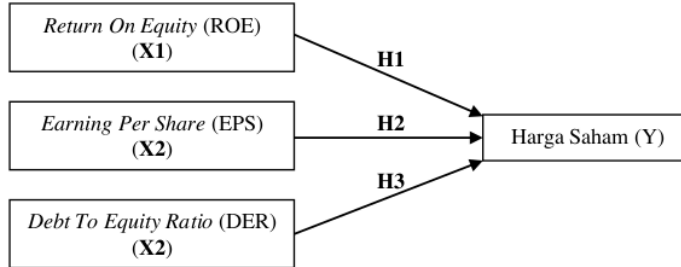 Return On Equity (ROE)
(X1)
H1
Earning Per Share (EPS)
(X2)
H2
Harga Saham (Y)
H3
Debt To Equity Ratio (DER)
(X2)